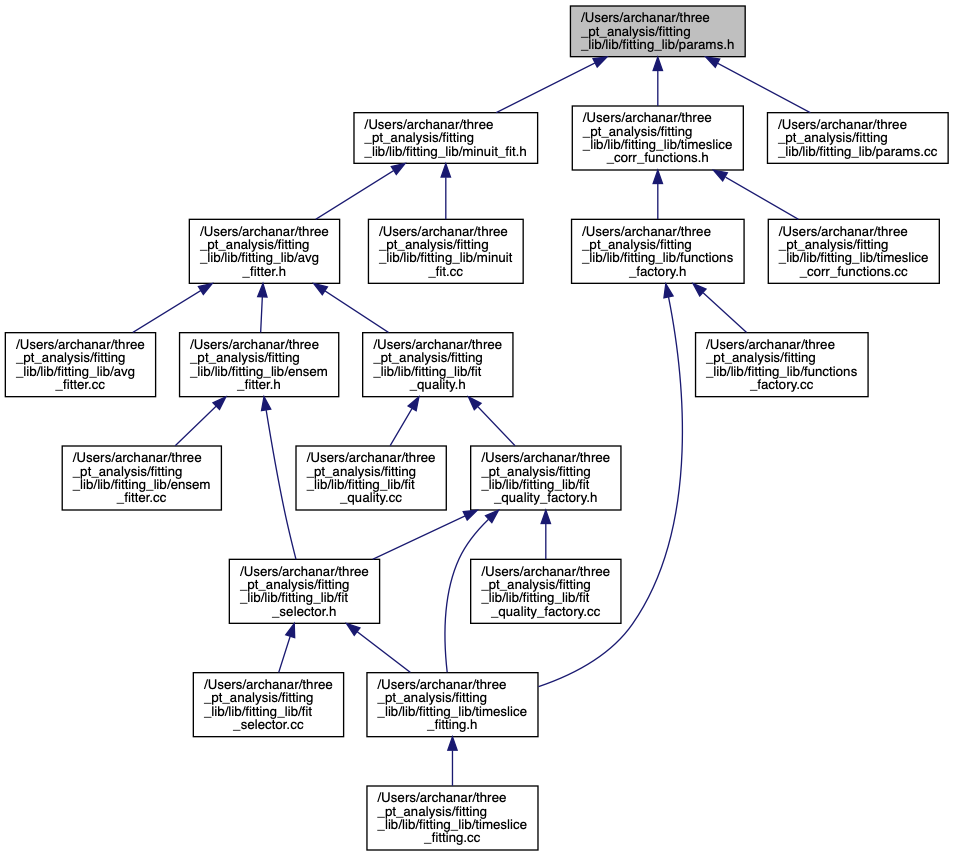 /Users/archanar/three
_pt_analysis/fitting
_lib/lib/fitting_lib/params.h
/Users/archanar/three
_pt_analysis/fitting
_lib/lib/fitting_lib/minuit_fit.h
/Users/archanar/three
_pt_analysis/fitting
_lib/lib/fitting_lib/timeslice
_corr_functions.h
/Users/archanar/three
_pt_analysis/fitting
_lib/lib/fitting_lib/params.cc
/Users/archanar/three
_pt_analysis/fitting
_lib/lib/fitting_lib/avg
_fitter.h
/Users/archanar/three
_pt_analysis/fitting
_lib/lib/fitting_lib/minuit
_fit.cc
/Users/archanar/three
_pt_analysis/fitting
_lib/lib/fitting_lib/functions
_factory.h
/Users/archanar/three
_pt_analysis/fitting
_lib/lib/fitting_lib/timeslice
_corr_functions.cc
/Users/archanar/three
_pt_analysis/fitting
_lib/lib/fitting_lib/avg
_fitter.cc
/Users/archanar/three
_pt_analysis/fitting
_lib/lib/fitting_lib/ensem
_fitter.h
/Users/archanar/three
_pt_analysis/fitting
_lib/lib/fitting_lib/fit
_quality.h
/Users/archanar/three
_pt_analysis/fitting
_lib/lib/fitting_lib/functions
_factory.cc
/Users/archanar/three
_pt_analysis/fitting
_lib/lib/fitting_lib/ensem
_fitter.cc
/Users/archanar/three
_pt_analysis/fitting
_lib/lib/fitting_lib/fit
_quality.cc
/Users/archanar/three
_pt_analysis/fitting
_lib/lib/fitting_lib/fit
_quality_factory.h
/Users/archanar/three
_pt_analysis/fitting
_lib/lib/fitting_lib/fit
_selector.h
/Users/archanar/three
_pt_analysis/fitting
_lib/lib/fitting_lib/fit
_quality_factory.cc
/Users/archanar/three
_pt_analysis/fitting
_lib/lib/fitting_lib/fit
_selector.cc
/Users/archanar/three
_pt_analysis/fitting
_lib/lib/fitting_lib/timeslice
_fitting.h
/Users/archanar/three
_pt_analysis/fitting
_lib/lib/fitting_lib/timeslice
_fitting.cc